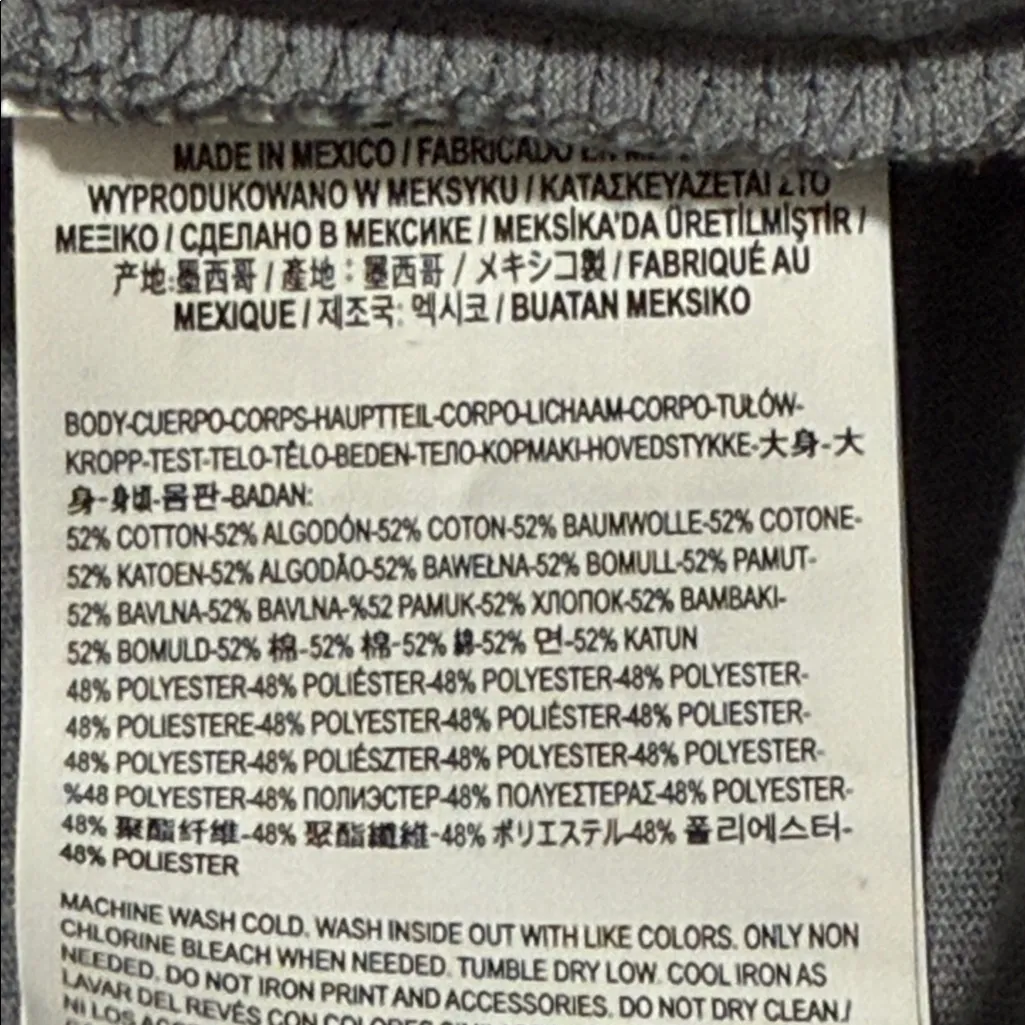 MADE IN MEXICO / FABRICADO
WYPRODUKOWANO W MEKSYKU / ΚΑΤΑΣΚΕΥΑΖΕΤΑΙ ΣΤΟ
ΜΕΞΙΚΟ / СДЕЛАНО В МЕКСИКЕ / MEKSİKA'DA ÜRETİLMİŞTİR /
产地:墨西哥 / 產地：墨西哥 / メキシコ製 / FABRIQUÉ AU
MEXIQUE / 제조국: 멕시코 / BUATAN MEKSIKO
BODY-CUERPO-CORPS-HAUPTTEIL-CORPO-LICHAAM-CORPO-TUŁÓW-
KROPP-TEST-TELO-TĚLO-BEDEN-ТЕЛО-ΚΟΡΜΑΚΙ-HOVEDSTYKKE-大身-大
身-身頃-몸판-BADAN:
52% COTTON-52% ALGODÓN-52% COTON-52% BAUMWOLLE-52% COTONE-
52% KATOEN-52% ALGODÃO-52% BAWEŁNA-52% BOMULL-52% PAMUT-
52% BAVLNA-52% BAVLNA-%52 PAMUK-52% ХЛОПОК-52% ΒΑΜΒΑΚΙ-
52% BOMULD-52% 棉-52% 棉-52% 綿-52% 면-52% KATUN
48% POLYESTER-48% POLIÉSTER-48% POLYESTER-48% POLYESTER-
48% POLIESTERE-48% POLYESTER-48% POLIÉSTER-48% POLIESTER-
48% POLYESTER-48% POLIÉSZTER-48% POLYESTER-48% POLYESTER-
%48 POLYESTER-48% ПОЛИЭСТЕР-48% ΠΟΛΥΕΣΤΕΡΑΣ-48% POLYESTER-
48% 聚酯纤维-48% 聚酯纖維-48% ポリエステル-48% 폴리에스터-
48% POLIESTER
MACHINE WASH COLD. WASH INSIDE OUT WITH LIKE COLORS. ONLY NON
CHLORINE BLEACH WHEN NEEDED. TUMBLE DRY LOW. COOL IRON AS
NEEDED. DO NOT IRON PRINT AND ACCESSORIES. DO NOT DRY CLEAN./
LAVAR DEL REVÉS CON COLORES
NI LOS